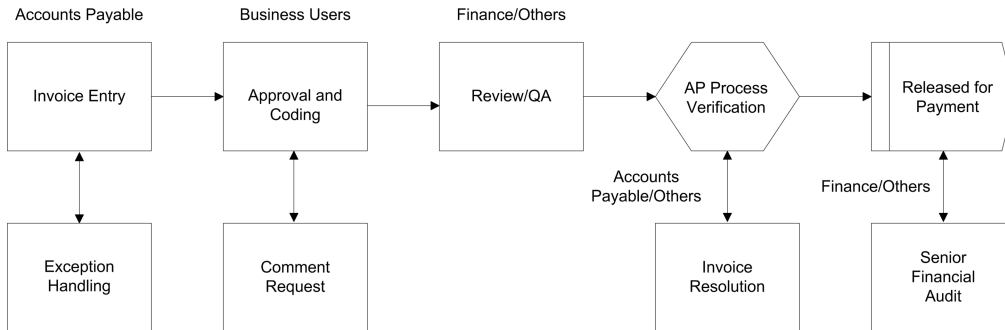 Accounts Payable
Business Users
Finance/Others
Invoice Entry
Approval and
Coding
Review/QA
AP Process
Verification
Released for
Payment
Accounts
Payable/Others
Finance/Others
Exception
Handling
Comment
Request
Invoice
Resolution
Senior
Financial
Audit